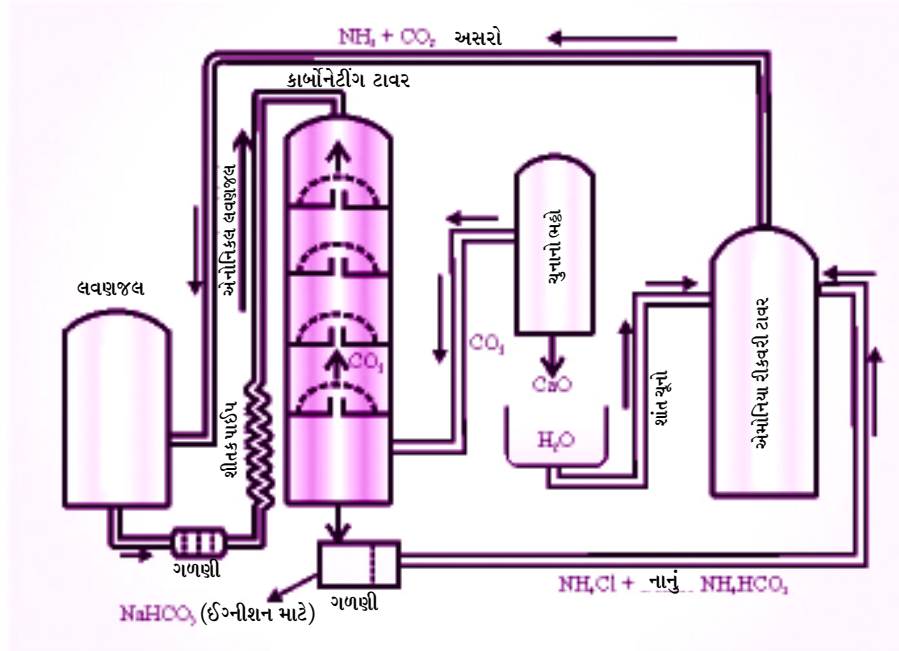 NH₃ + CO₂ અસરો
કાર્બોનેટીંગ ટાવર
એનોનિકલ લવણજલ
ચુનાનો ભઠ્ઠો
લવણજલ
એમોનિયા રીકવરી ટાવર
CO₂
CO₂
CaO
શાંત ચૂનો
શીતક પાઈપ
H₂O
ગળણી
ગળણી
NH₄Cl + નાનું NH₄HCO₃
NaHCO₃ (ઈગ્નીશન માટે)